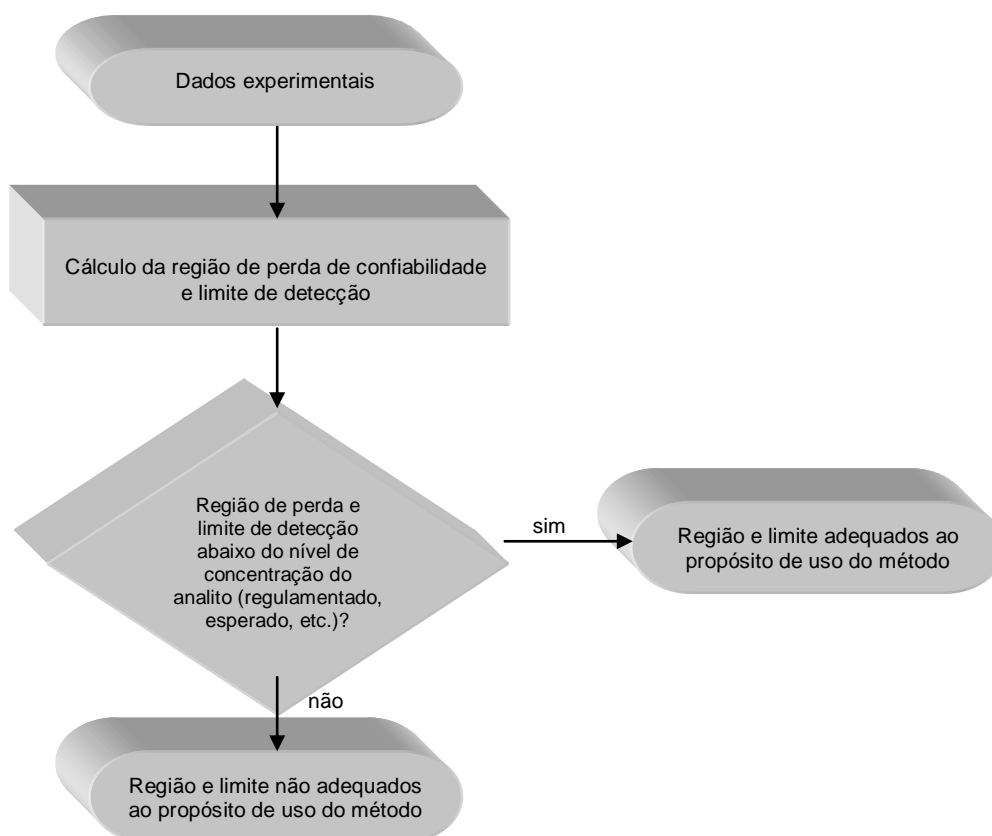 Dados experimentais
Cálculo da região de perda de confiabilidade
e limite de detecção
Região de perda e
limite de detecção
abaixo do nível de
concentração do
analito (regulamentado,
esperado, etc.)?
sim
Região e limite adequados ao
propósito de uso do método
não
Região e limite não adequados
ao propósito de uso do método